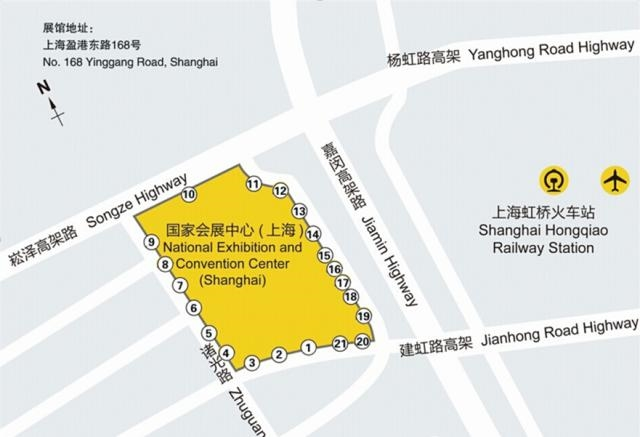 展馆地址：
上海盈港东路168号
No. 168 Yinggang Road, Shanghai
N
杨虹路高架 Yanghong Road Highway
嘉闵高架路 Jiamin Highway
崧泽高架路 Songze Highway
上海虹桥火车站
Shanghai Hongqiao
Railway Station
国家会展中心（上海）
National Exhibition and
Convention Center
(Shanghai)
10
11
12
13
14
15
16
17
18
19
20
21
1
2
3
4
5
6
7
8
9
建虹路高架 Jianhong Road Highway
诸光路 Zhuguan